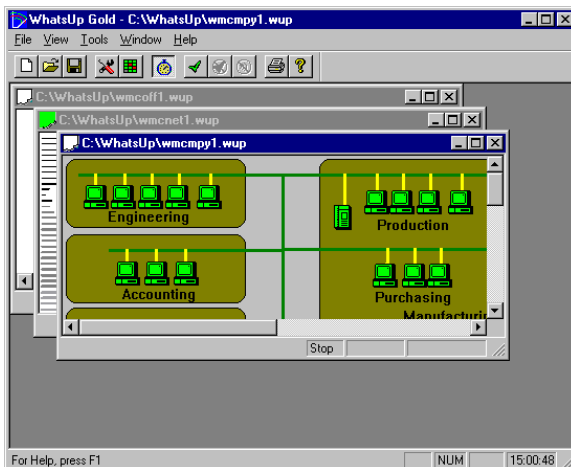 WhatsUp Gold - C:\WhatsUp\wmcmpy1.wup
File View Tools Window Help
C:\WhatsUp\wmcoff1.wup
C:\WhatsUp\wmcnet1.wup
C:\WhatsUp\wmcmpy1.wup
Engineering
Production
Accounting
Purchasing
Manufacturin
Stop
For Help, press F1
NUM
15:00:48